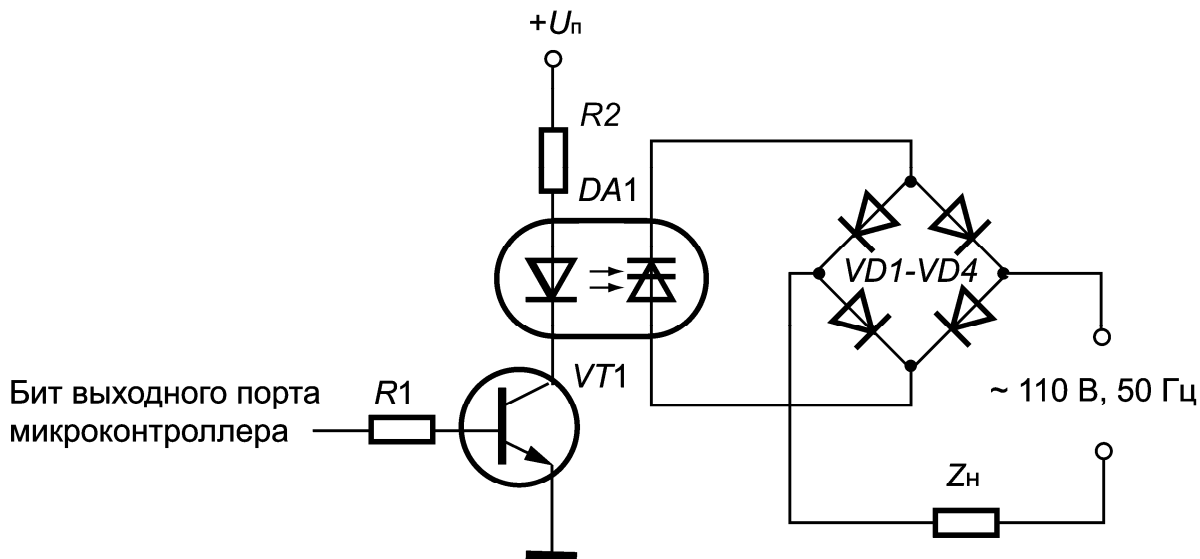 +Uп
R2
DA1
VD1-VD4
VT1
Бит выходного порта
микроконтроллера
R1
~ 110 В, 50 Гц
Zн